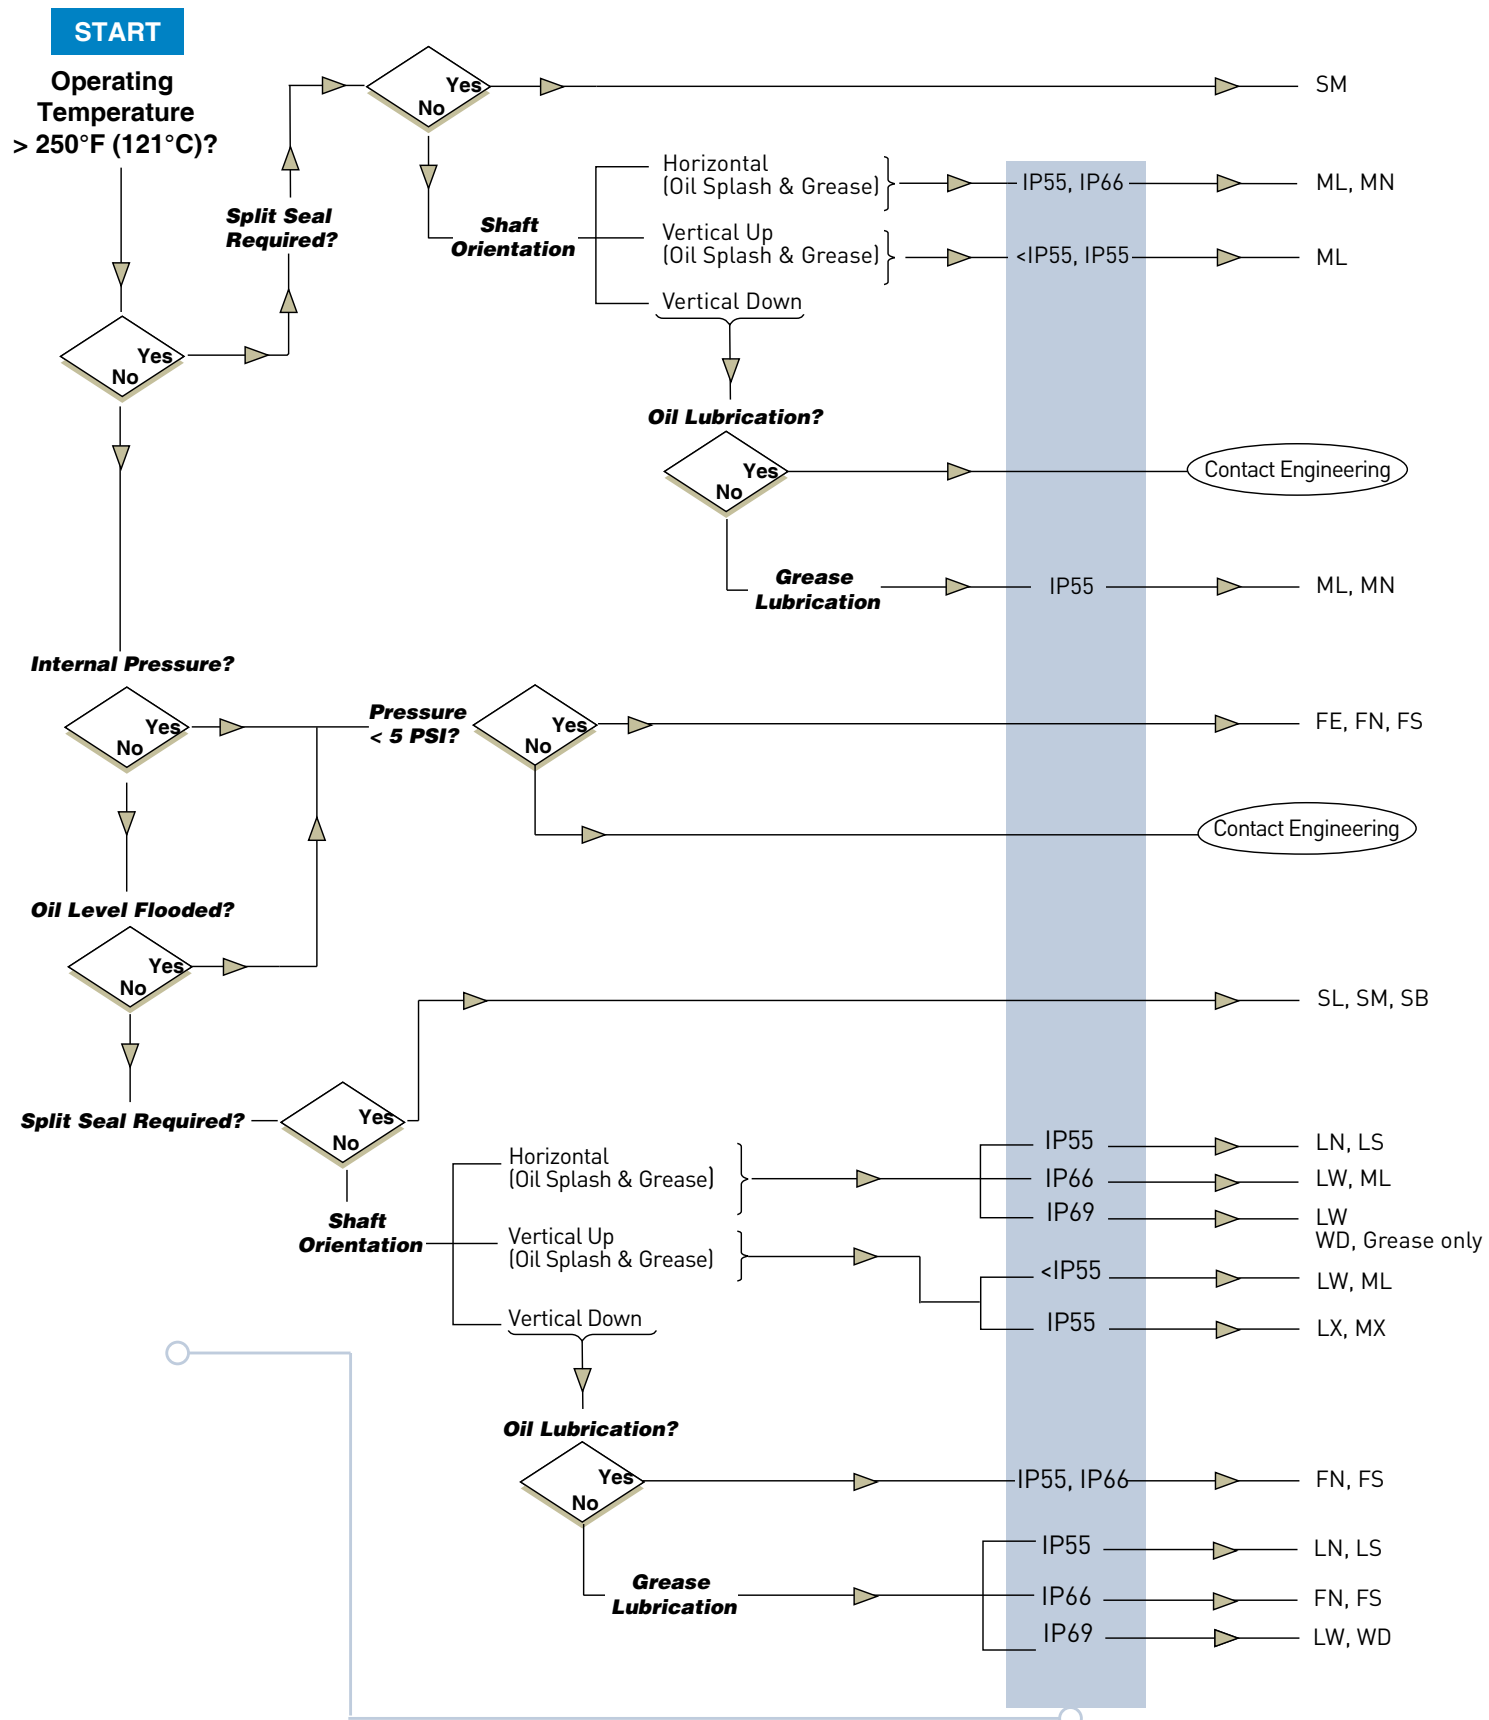 START
Operating
Temperature
> 250°F (121°C)?
Yes
No
Split Seal
Required?
Yes
No
SM
Shaft
Orientation
Horizontal
(Oil Splash & Grease)
IP55, IP66
ML, MN
Vertical Up
(Oil Splash & Grease)
<IP55, IP55
ML
Vertical Down
Oil Lubrication?
Yes
No
Contact Engineering
Grease
Lubrication
IP55
ML, MN
Internal Pressure?
Yes
No
Pressure
< 5 PSI?
Yes
No
FE, FN, FS
Contact Engineering
Oil Level Flooded?
Yes
No
Split Seal Required?
Yes
No
SL, SM, SB
Shaft
Orientation
Horizontal
(Oil Splash & Grease)
IP55
LN, LS
IP66
LW, ML
IP69
LW
WD, Grease only
Vertical Up
(Oil Splash & Grease)
<IP55
LW, ML
IP55
LX, MX
Vertical Down
Oil Lubrication?
Yes
No
IP55, IP66
FN, FS
Grease
Lubrication
IP55
LN, LS
IP66
FN, FS
IP69
LW, WD